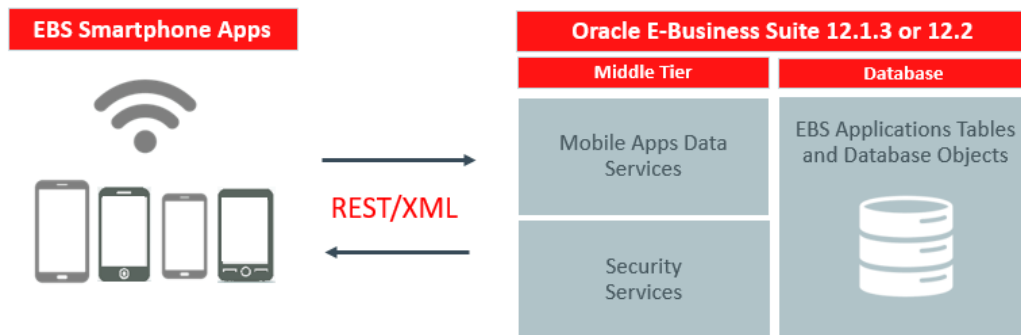 EBS Smartphone Apps
REST/XML
Oracle E-Business Suite 12.1.3 or 12.2
Middle Tier
Database
Mobile Apps Data
Services
Security
Services
EBS Applications Tables
and Database Objects